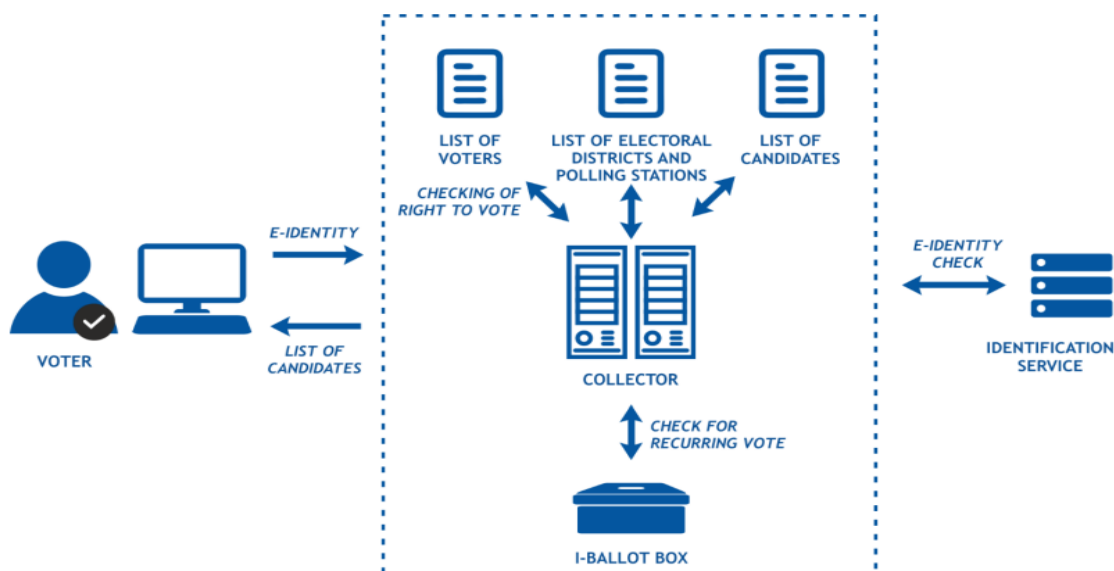 LIST OF
VOTERS
LIST OF ELECTORAL
DISTRICTS AND
POLLING STATIONS
LIST OF
CANDIDATES
CHECKING OF
RIGHT TO VOTE
E-IDENTITY
E-IDENTITY
CHECK
VOTER
LIST OF
CANDIDATES
COLLECTOR
IDENTIFICATION
SERVICE
CHECK FOR
RECURRING VOTE
I-BALLOT BOX